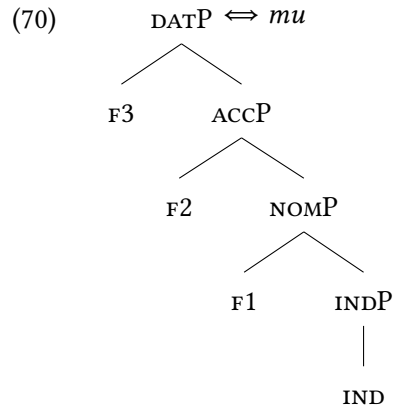 (70) DATP ⇔ mu
F3 ACCP
F2 NOMP
F1 INDP
IND